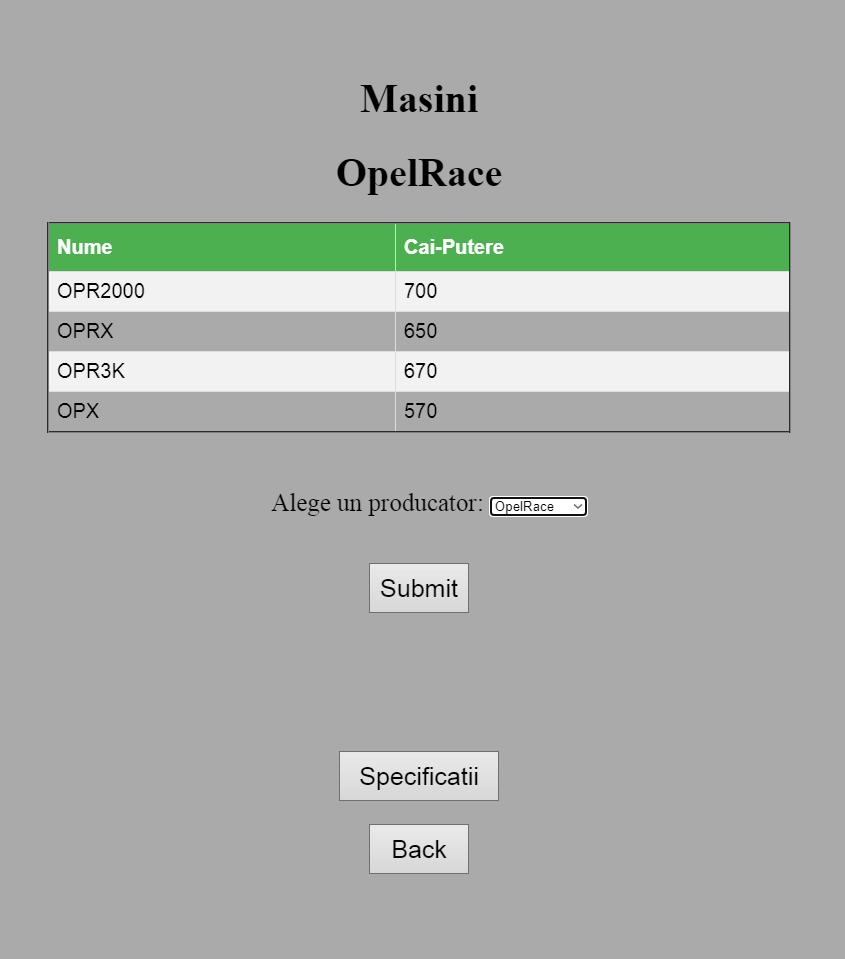 Masini
OpelRace
Nume Cai-Putere
OPR2000 700
OPRX 650
OPR3K 670
OPX 570
Alege un producator: OpelRace
Submit
Specificatii
Back